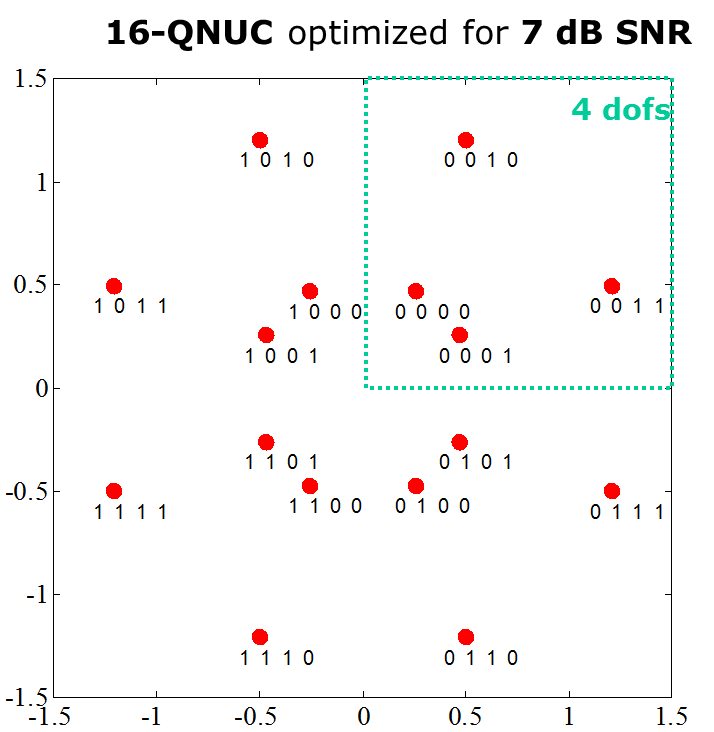 16-QNUC optimized for 7 dB SNR
1.5
4 dofs
1 0 1 0
0 0 1 0
1
0.5
1 0 1 1
1 0 0 0
0 0 0 0
0 0 1 1
1 0 0 1
0 0 0 1
0
1 1 0 1
0 1 0 1
-0.5
1 1 1 1
1 1 0 0
0 1 0 0
0 1 1 1
-1
1 1 1 0
0 1 1 0
-1.5
-1.5 -1 -0.5 0 0.5 1 1.5